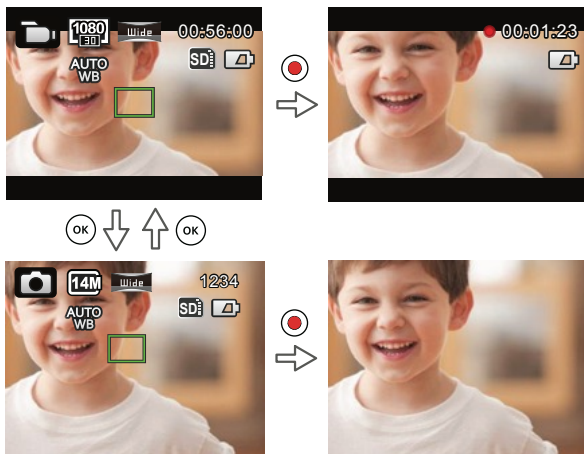 1080 Wide 00:56:00
30
AUTO SD
WB
00:01:23
OK OK
14M Wide 1234
AUTO SD
WB